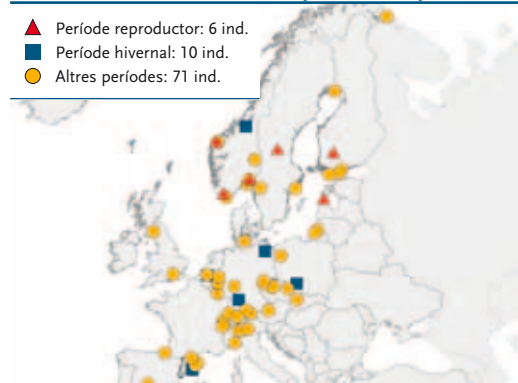 Període reproductor: 6 ind.
Període hivernal: 10 ind.
Altres períodes: 71 ind.